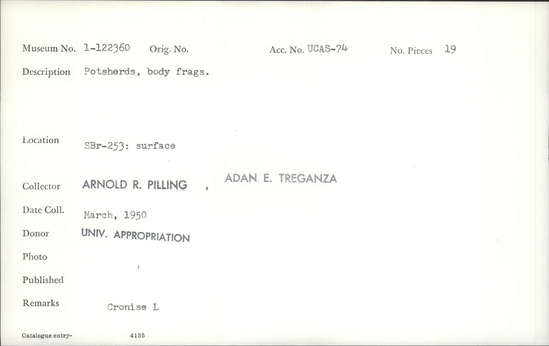 Museum No. 1-122360 Orig. No. Acc. No. UCAS-74 No. Pieces 19
Description Potsherds, body frags.
Location SBr-253: surface
Collector ARNOLD R. PILLING , ADAN E. TREGANZA
Date Coll. March, 1950
Donor UNIV. APPROPRIATION
Photo
Published
Remarks Cronise L
Catalogue entry- 4135